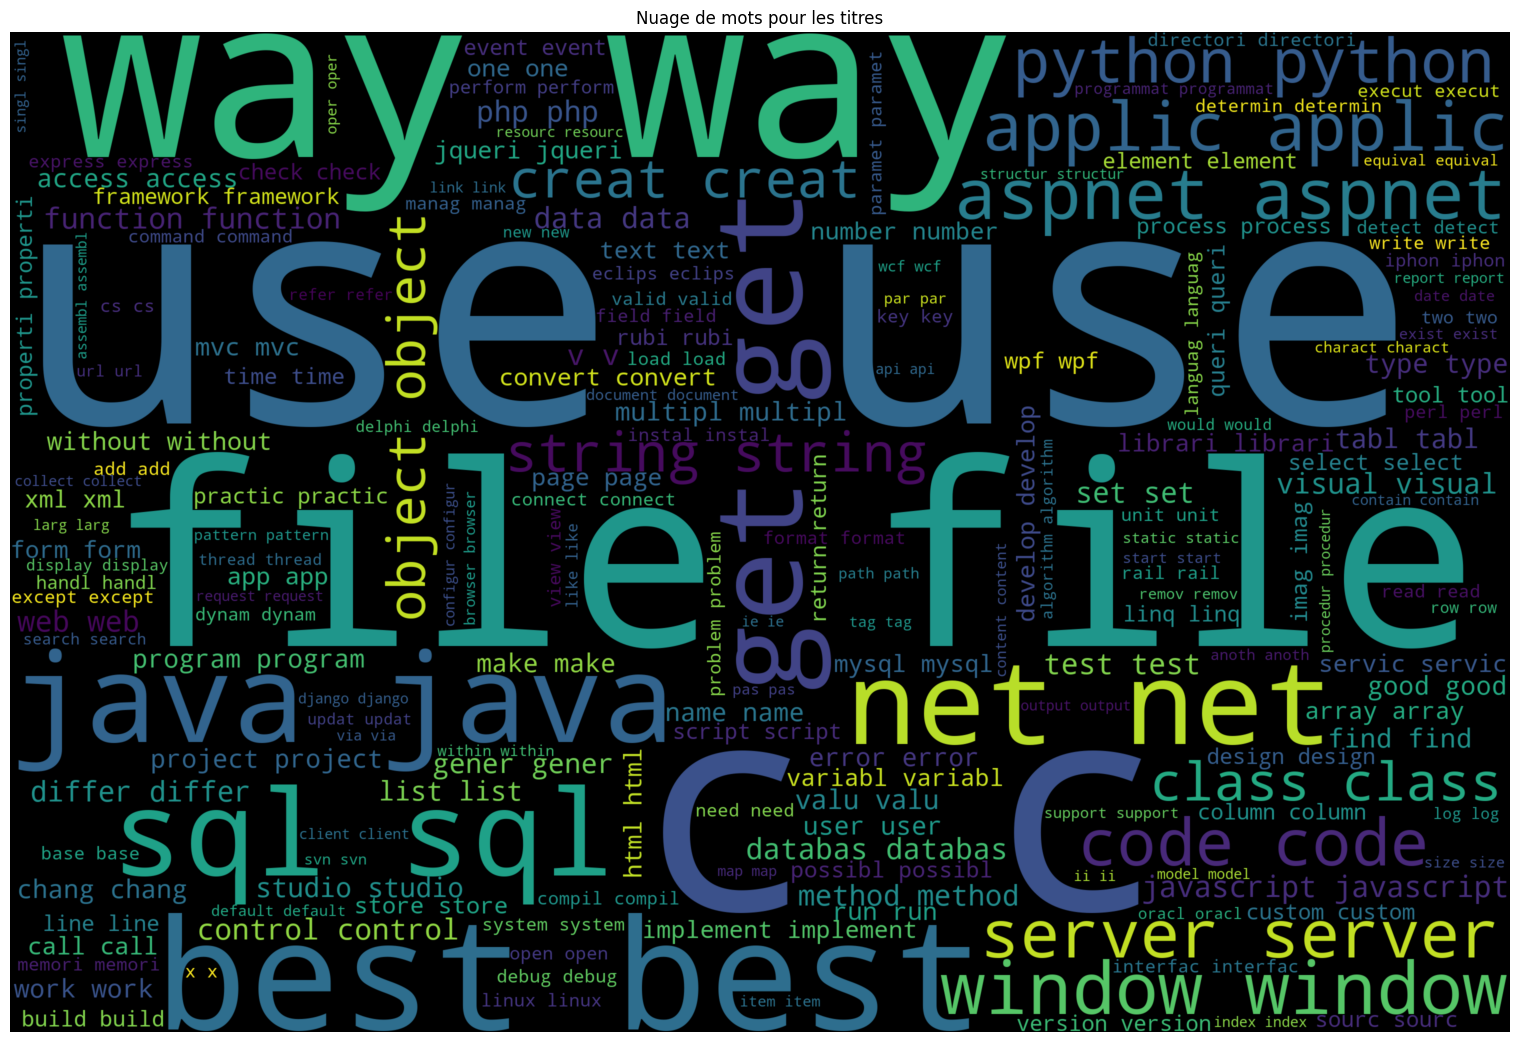 Nuage de mots pour les titres
way way
python python
directori directori
programmat programmat
execut execut
determin determin
applic applic
element element
equival equival
structur structur
aspnet aspnet
process process
detect detect
write write
iphon iphon
report report
date date
two two
exist exist
charact charact
type type
tool tool
perl perl
singl singl
oper oper
event event
one one
perform perform
php php
resourc resourc
jqueri jqueri
paramet paramet
express express
check check
access access
framework framework
link link
manag manag
creat creat
function function
data data
command command
new new
text text
number number
properti properti
assembl assembl
use use
object object
get get
eclips eclips
wcf wcf
refer refer
cs cs
valid valid
par par
field field
key key
rubi rubi
mvc mvc
v v
load load
url url
time time
convert convert
api api
wpf wpf
languag languag
queri queri
document document
multipl multipl
delphi delphi
would would
without without
string string
instal instal
librari librari
tabl tabl
add add
collect collect
page page
select select
visual visual
xml xml
practic practic
connect connect
set set
contain contain
larg larg
file file
pattern pattern
configur configur
browser browser
view view
like like
return return
format format
develop develop
algorithm algorithm
unit unit
static static
start start
imag imag
procedur procedur
form form
display display
thread thread
handl handl
app app
path path
rail rail
except except
request request
remov remov
read read
row row
web web
dynam dynam
problem problem
ie ie
tag tag
content content
linq linq
search search
program program
make make
mysql mysql
test test
anoth anoth
servic servic
java java
django django
pas pas
net net
good good
updat updat
via via
name name
output output
array array
script script
find find
project project
within within
gener gener
html html
error error
design design
variabl variabl
class class
differ differ
list list
C C
sql sql
need need
valu valu
support support
column column
log log
client client
user user
code code
base base
svn svn
databas databas
size size
map map
possibl possibl
ii ii
model model
chang chang
studio studio
compil compil
method method
javascript javascript
default default
store store
run run
oracl oracl
custom custom
line line
control control
system system
implement implement
server server
call call
best best
open open
memori memori
x x
debug debug
interfac interfac
work work
linux linux
item item
window window
build build
version version
index index
sourc sourc